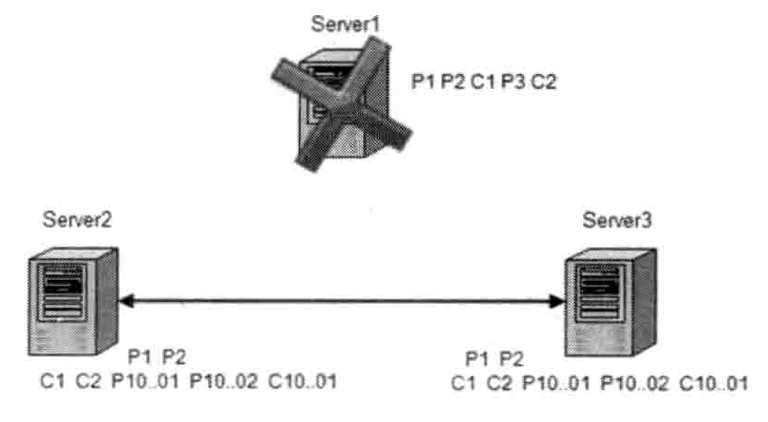 Server1
P1 P2 C1 P3 C2
Server2
Server3
P1 P2
C1 C2 P10..01 P10..02 C10..01
P1 P2
C1 C2 P10..01 P10..02 C10..01